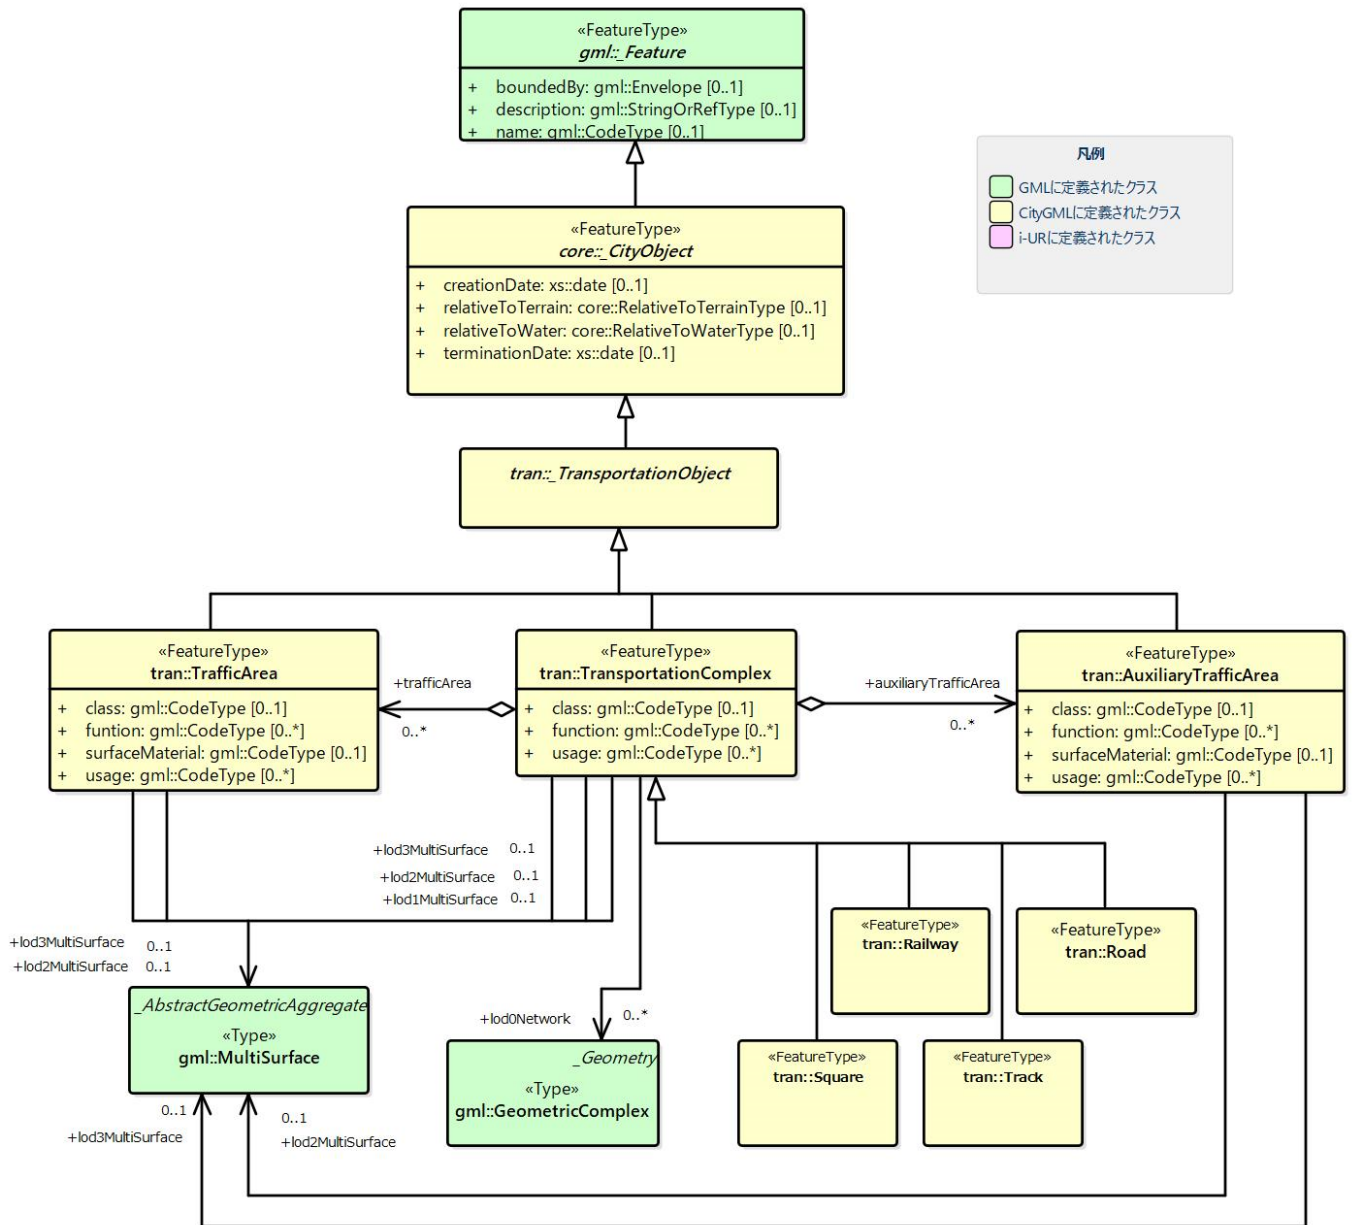 «FeatureType»
gml::_Feature
+ boundedBy: gml::Envelope [0..1]
+ description: gml::StringOrRefType [0..1]
+ name: gml::CodeType [0..1]
凡例
GMLに定義されたクラス
CityGMLに定義されたクラス
i-URに定義されたクラス
«FeatureType»
core::_CityObject
+ creationDate: xs::date [0..1]
+ relativeToTerrain: core::RelativeToTerrainType [0..1]
+ relativeToWater: core::RelativeToWaterType [0..1]
+ terminationDate: xs::date [0..1]
tran::_TransportationObject
«FeatureType»
tran::TrafficArea
+ class: gml::CodeType [0..1]
+ funtion: gml::CodeType [0..*]
+ surfaceMaterial: gml::CodeType [0..1]
+ usage: gml::CodeType [0..*]
+trafficArea
0..*
«FeatureType»
tran::TransportationComplex
+ class: gml::CodeType [0..1]
+ function: gml::CodeType [0..*]
+ usage: gml::CodeType [0..*]
+auxiliaryTrafficArea
0..*
«FeatureType»
tran::AuxiliaryTrafficArea
+ class: gml::CodeType [0..1]
+ function: gml::CodeType [0..*]
+ surfaceMaterial: gml::CodeType [0..1]
+ usage: gml::CodeType [0..*]
+lod3MultiSurface 0..1
+lod2MultiSurface 0..1
+lod1MultiSurface 0..1
+lod3MultiSurface 0..1
+lod2MultiSurface 0..1
«FeatureType»
tran::Railway
«FeatureType»
tran::Road
_AbstractGeometricAggregate
«Type»
gml::MultiSurface
+lod0Network 0..*
_Geometry
«Type»
gml::GeometricComplex
«FeatureType»
tran::Square
«FeatureType»
tran::Track
0..1
+lod3MultiSurface
0..1
+lod2MultiSurface